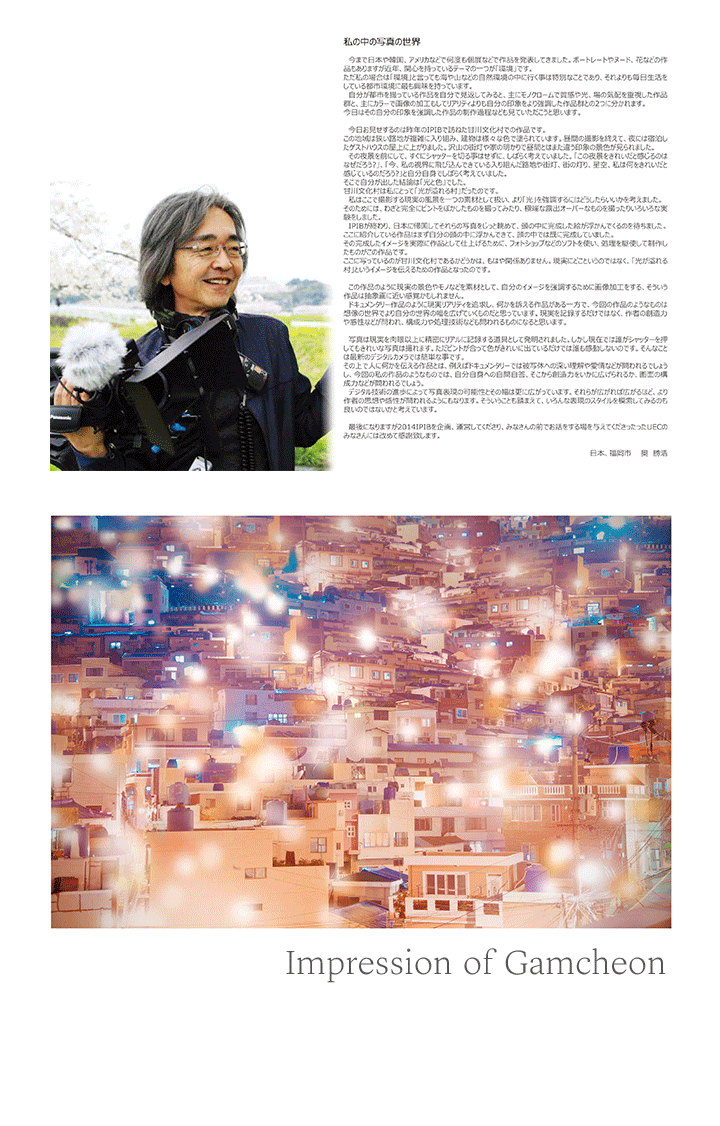 私の中の写真の世界
今まで日本や韓国、アメリカなどで何度も個展などで作品を発表してきました。ポートレートやヌード、花などの作
品もありますが近年、関心を持っているテーマの一つが「環境」です。
ただ私の場合は「環境」と言っても海や山などの自然環境の中に行く事は特別なことであり、それよりも毎日生活を
している都市環境に最も興味を持っています。
自分が都市を撮っている作品を自分で見返してみると、主にモノクロームで質感や光、場の気配を重視した作品
群と、主にカラーで画像の加工をしてリアリティよりも自分の印象をより強調した作品群との2つに分かれます。
今日はその自分の印象を強調した作品の制作過程なども見ていただこうと思います。
今日お見せするのは昨年のIPIBで訪ねた甘川文化村での作品です。
この地域は狭い路地が複雑に入り組み、建物は様々な色で塗られています。昼間の撮影を終えて、夜には宿泊し
たゲストハウスの屋上に上がりました。沢山の街灯や家の明かりで昼間とはまた違う印象の景色が見られました。
その夜景を前にして、すぐにシャッターを切る事はせずに、しばらく考えていました。「この夜景をきれいだと感じるのは
なぜだろう?」、「今、私の視界に飛び込んできている入り組んだ路地や街灯、街の灯り、星空、私は何をきれいだと
感じているのだろう?」と自分自身でしばらく考えていました。
そこで自分が出した結論は「光と色」でした。
甘川文化村は私にとって「光が溢れる村」だったのです。
私はここで撮影する現実の風景を一つの素材として扱い、より「光」を強調するにはどうしたらいいかを考えました。
そのためには、わざと完全にピントをぼかしたものを撮ってみたり、極端な露出オーバーなものを撮ったりいろいろな実
験をしました。
IPIBが終わり、日本に帰国してそれらの写真をじっと眺めて、頭の中に完成した絵が浮かんでくるのを待ちました。
ここに紹介している作品はまず自分の頭の中に浮かんできて、頭の中では既に完成していました。
その完成したイメージを実際に作品として仕上げるために、フォトショップなどのソフトを使い、処理を駆使して制作し
たものがこの作品です。
ここに写っているのが甘川文化村であるかどうかは、もはや関係ありません。現実にどこというのではなく、「光が溢れる
村」というイメージを伝えるための作品となったのです。
この作品のように現実の景色やモノなどを素材として、自分のイメージを強調するために画像加工をする、そういう
作品は抽象画に近い感覚かもしれません。
ドキュメンタリー作品のように現実リアリティを追求し、何かを訴える作品がある一方で、今回の作品のようなものは
想像の世界でより自分の世界の幅を広げていくものだと思っています。現実を記録するだけではなく、作者の創造力
や感性などが問われ、構成力や処理技術なども問われるものになると思います。
写真は現実を肉眼以上に精密にリアルに記録する道具として発明されました。しかし現在では誰がシャッターを押
してもきれいな写真は撮れます。ただピントが合って色がきれいに出ているだけでは誰も感動しないのです。そんなこと
は最新のデジタルカメラでは簡単な事です。
その上で人に何かを伝える作品とは、例えばドキュメンタリーでは被写体への深い理解や愛情などが問われるでしょう
し、今回の私の作品のようなものでは、自分自身への自問自答、そこから創造力をいかに広げられるか、画面の構
成力などが問われるでしょう。
デジタル技術の進歩によって写真表現の可能性とその幅は更に広がっています。それらが広がれば広がるほど、より
作者の思想や感性が問われるようにもなります。そういうことも踏まえて、いろんな表現のスタイルを模索してみるのも
良いのではないかと考えています。
最後になりますが2014IPIBを企画、運営してくださり、みなさんの前でお話をする場を与えてくださったったUECの
みなさんには改めて感謝致します。
日本、福岡市 奥 勝浩
Panasonic
Impression of Gamcheon